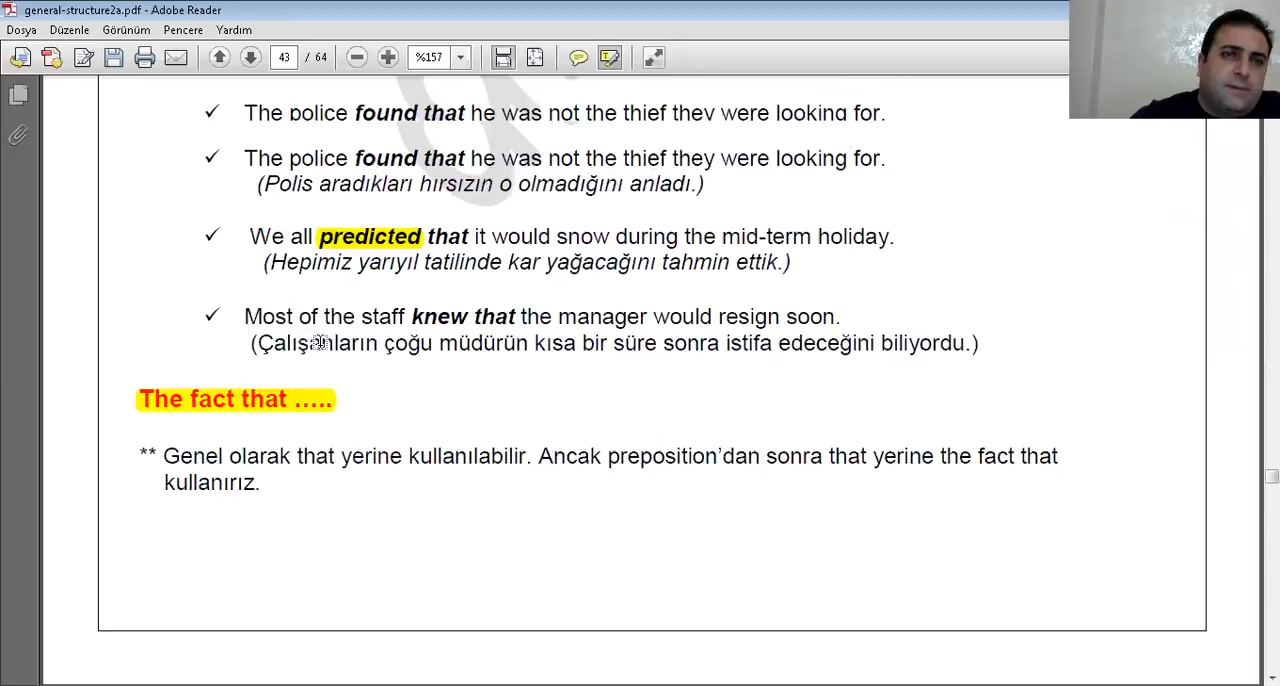 general-structure2a.pdf - Adobe Reader
Dosya Düzenle Görünüm Pencere Yardım
43 / 64 %157
✓ The police found that he was not the thief they were looking for.
✓ The police found that he was not the thief they were looking for.
(Polis aradıkları hırsızın o olmadığını anladı.)
✓ We all predicted that it would snow during the mid-term holiday.
(Hepimiz yarıyıl tatilinde kar yağacağını tahmin ettik.)
✓ Most of the staff knew that the manager would resign soon.
(Çalışanların çoğu müdürün kısa bir süre sonra istifa edeceğini biliyordu.)
The fact that …..
** Genel olarak that yerine kullanılabilir. Ancak preposition’dan sonra that yerine the fact that
kullanırız.